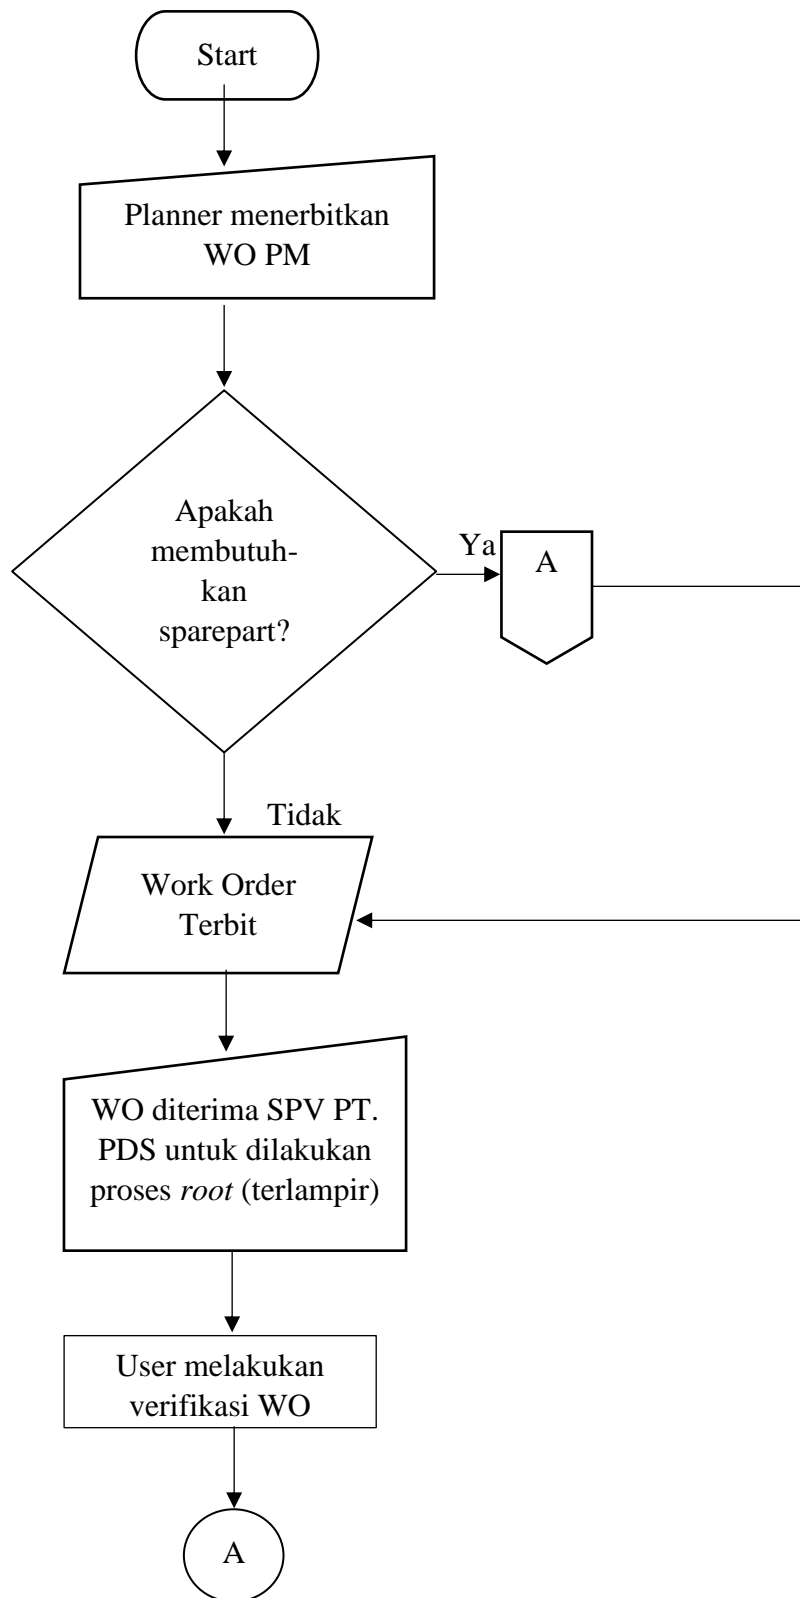 Start
Planner menerbitkan
WO PM
Apakah
membutuh-
kan
sparepart?
Ya
A
Tidak
Work Order
Terbit
WO diterima SPV PT.
PDS untuk dilakukan
proses root (terlampir)
User melakukan
verifikasi WO
A